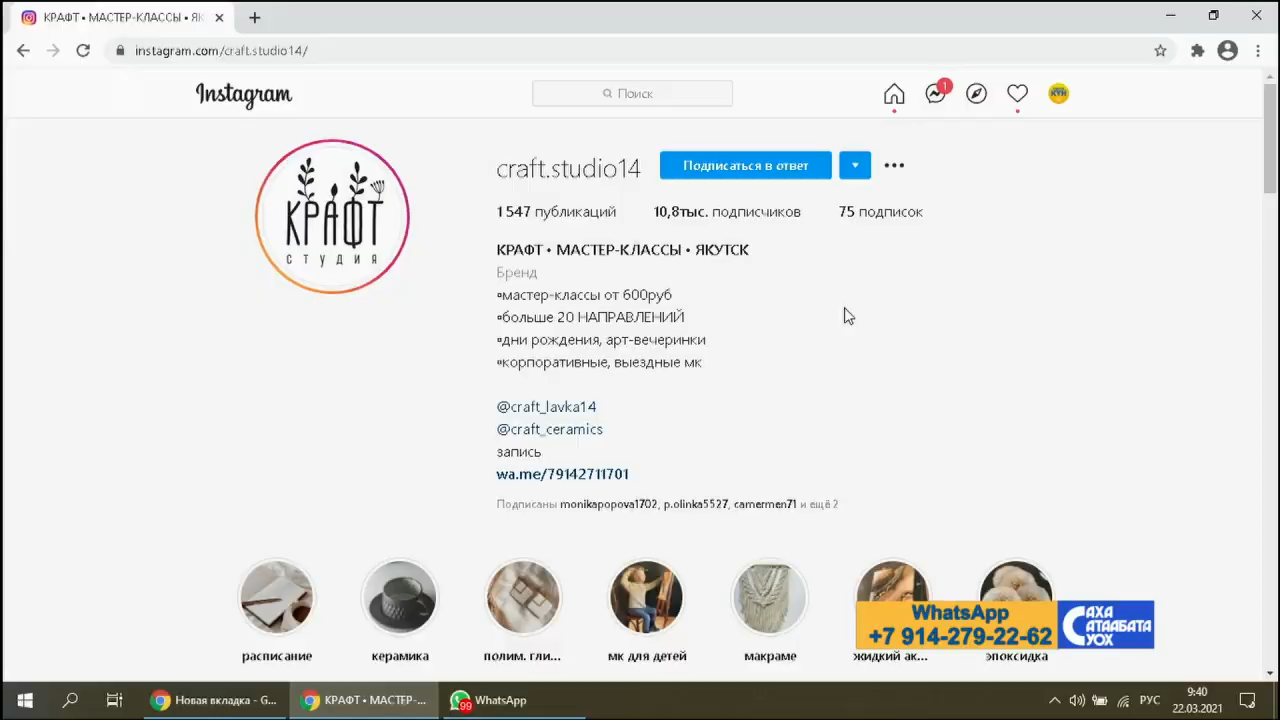 КРАФТ • МАСТЕР-КЛАССЫ • ЯК
instagram.com/craft.studio14/
Instagram
Поиск
1
КРАФТ
студия
craft.studio14
Подписаться в ответ
1 547 публикаций 10,8тыс. подписчиков 75 подписок
КРАФТ • МАСТЕР-КЛАССЫ • ЯКУТСК
Бренд
▫мастер-классы от 600руб
▫больше 20 НАПРАВЛЕНИЙ
▫дни рождения, арт-вечеринки
▫корпоративные, выездные мк
@craft_lavka14
@craft_ceramics
запись
wa.me/79142711701
Подписаны monikapopova1702, p.olinka5527, camermen71 и ещё 2
WhatsApp
+7 914-279-22-62
САХА
САТААБАТА
СУОХ
расписание керамика полим. гли... мк для детей макраме жидкий ак... эпоксидка
Новая вкладка - G... КРАФТ • МАСТЕР-... 99 WhatsApp РУС 9:40
22.03.2021